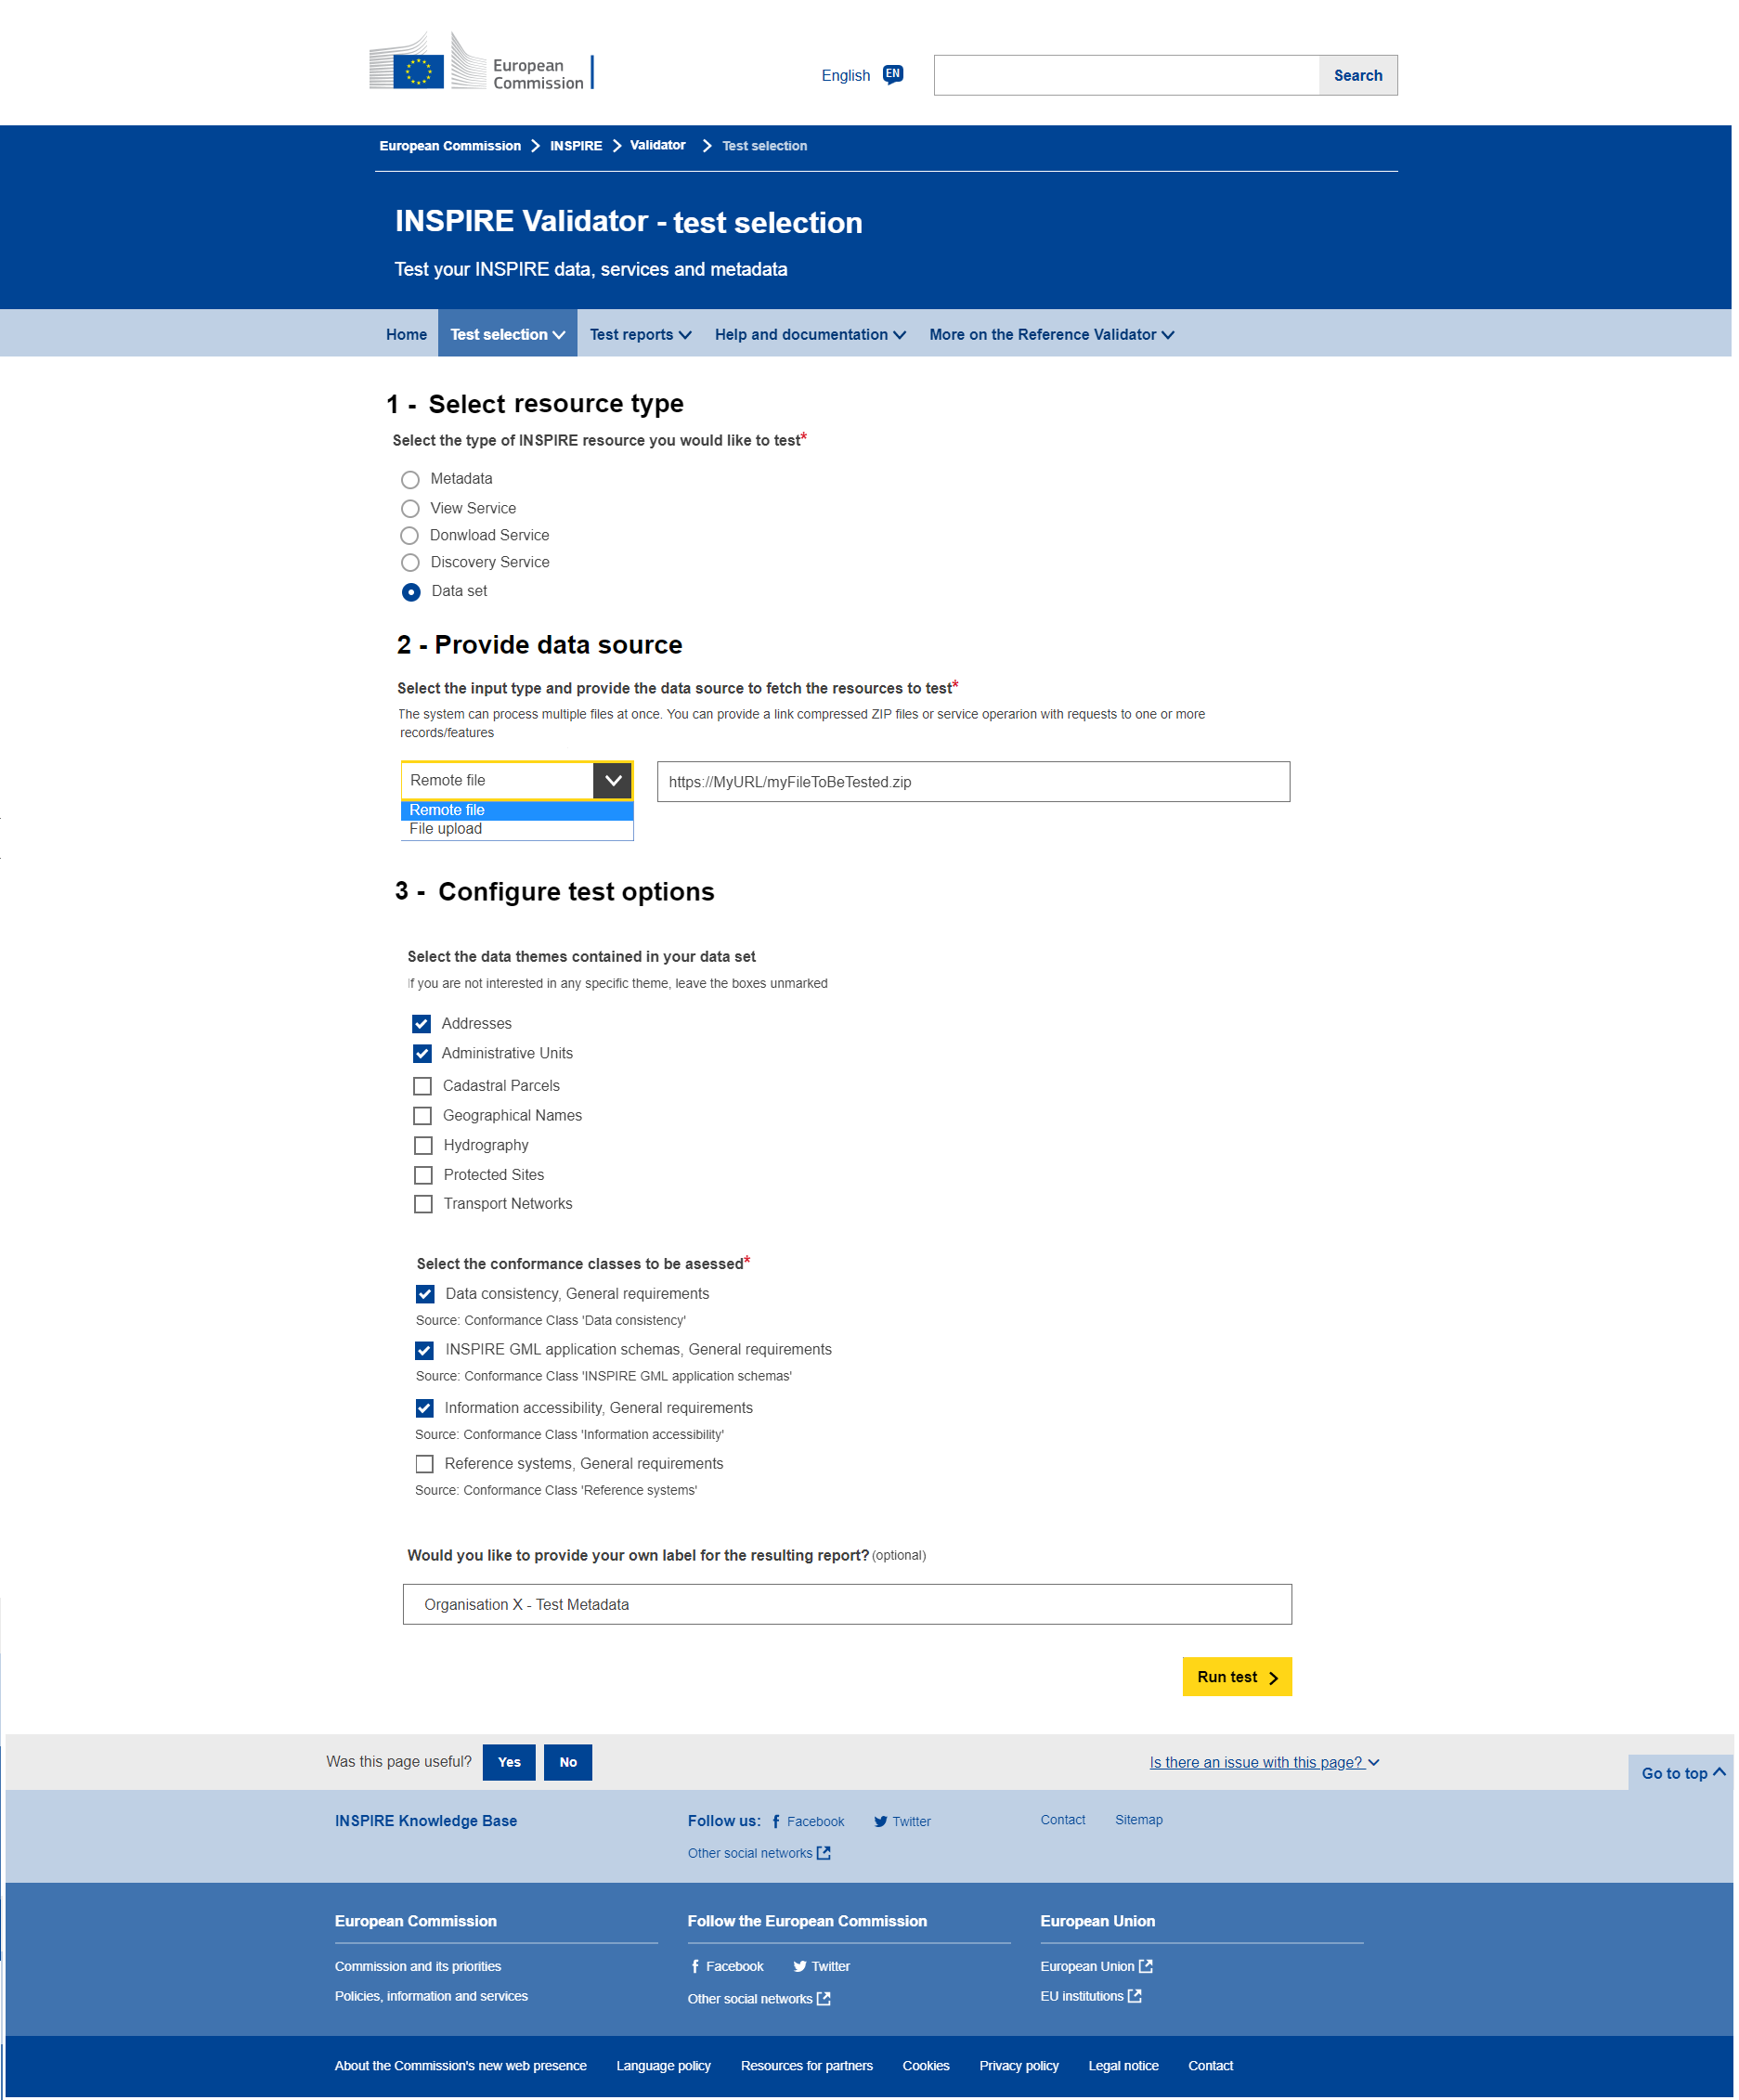 European
Commission
English EN Search
European Commission INSPIRE Validator Test selection
INSPIRE Validator - test selection
Test your INSPIRE data, services and metadata
Home Test selection Test reports Help and documentation More on the Reference Validator
1 - Select resource type
Select the type of INSPIRE resource you would like to test*
Metadata
View Service
Donwload Service
Discovery Service
Data set
2 - Provide data source
Select the input type and provide the data source to fetch the resources to test*
The system can process multiple files at once. You can provide a link compressed ZIP files or service operarion with requests to one or more
records/features
Remote file https://MyURL/myFileToBeTested.zip
Remote file
File upload
3 - Configure test options
Select the data themes contained in your data set
If you are not interested in any specific theme, leave the boxes unmarked
Addresses
Administrative Units
Cadastral Parcels
Geographical Names
Hydrography
Protected Sites
Transport Networks
Select the conformance classes to be asessed*
Data consistency, General requirements
Source: Conformance Class 'Data consistency'
INSPIRE GML application schemas, General requirements
Source: Conformance Class 'INSPIRE GML application schemas'
Information accessibility, General requirements
Source: Conformance Class 'Information accessibility'
Reference systems, General requirements
Source: Conformance Class 'Reference systems'
Would you like to provide your own label for the resulting report? (optional)
Organisation X - Test Metadata
Run test
Was this page useful? Yes No Is there an issue with this page?
Go to top
INSPIRE Knowledge Base Follow us: Facebook Twitter Contact Sitemap
Other social networks
European Commission Follow the European Commission European Union
Commission and its priorities Facebook Twitter European Union
Policies, information and services Other social networks EU institutions
About the Commission's new web presence Language policy Resources for partners Cookies Privacy policy Legal notice Contact